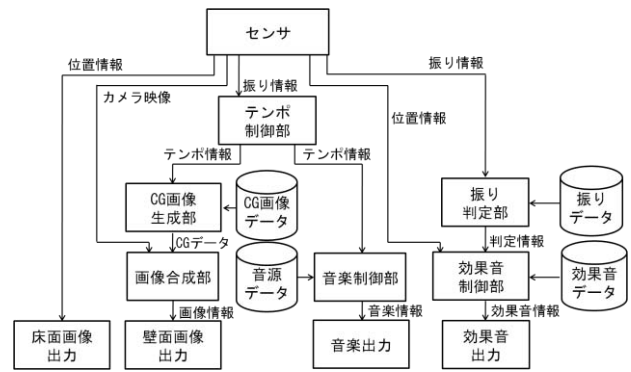 センサ
位置情報
振り情報
カメラ映像
振り情報
位置情報
テンポ
制御部
テンポ情報
テンポ情報
CG画像
生成部
CG画像
データ
振り
判定部
振り
データ
CGデータ
判定情報
画像合成部
音源
データ
音楽制御部
効果音
制御部
効果音
データ
画像情報
音楽情報
効果音情報
床面画像
出力
壁面画像
出力
音楽出力
効果音
出力